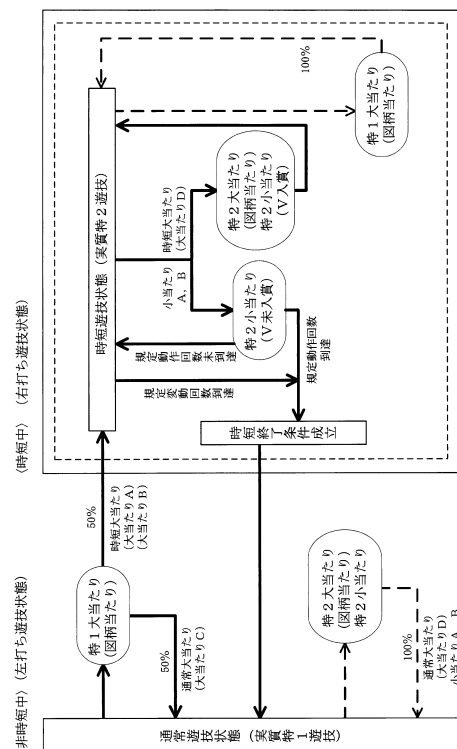 〈非時短中〉（左打ち遊技状態）
〈時短中〉（右打ち遊技状態）
通常遊技状態（実質特1遊技）
特1大当たり
(図柄当たり)
50%
時短大当たり
(大当たりA)
(大当たりB)
50%
通常大当たり
(大当たりC)
特2大当たり
(図柄当たり)
特2小当たり
100%
通常大当たり
(大当たりD)
小当たりA、B
時短遊技状態（実質特2遊技）
規定変動回数到達
規定動作回数未到達
小当たり
A、B
時短大当たり
(大当たりD)
特2小当たり
(V未入賞)
特2大当たり
(図柄当たり)
特2小当たり
(V入賞)
規定動作回数
到達
時短終了条件成立
100%
特1大当たり
(図柄当たり)